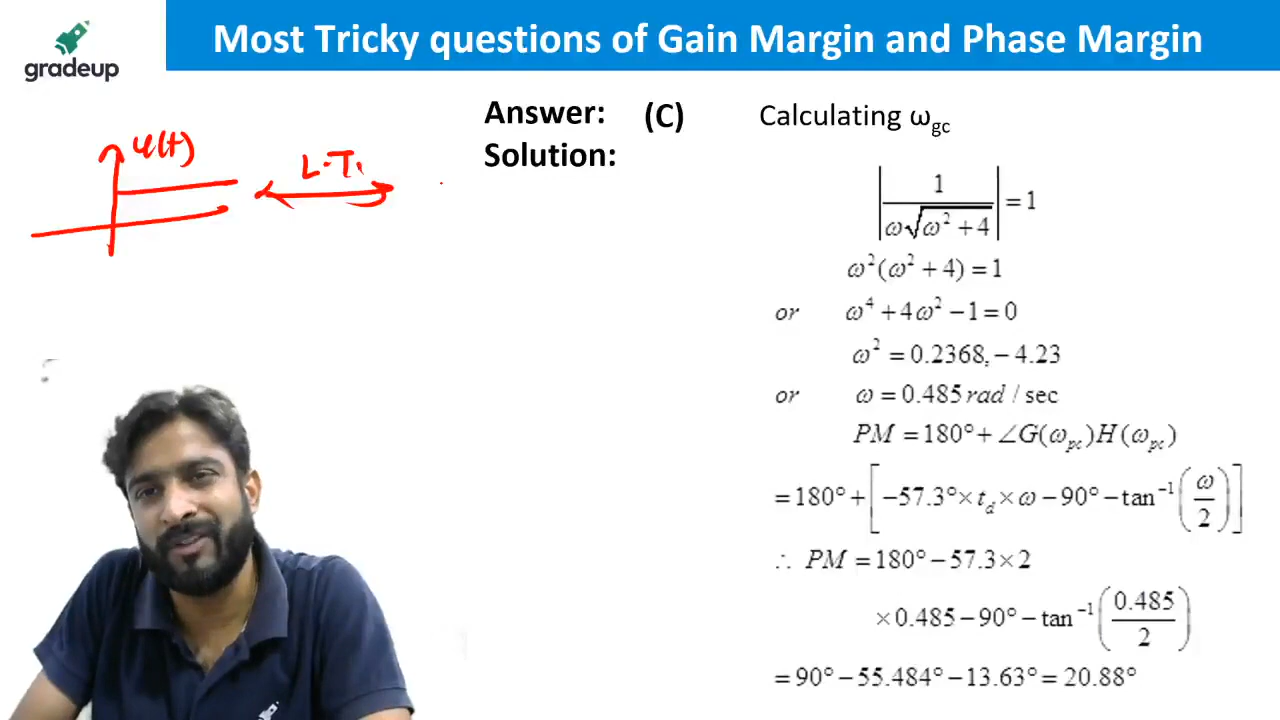 gradeup
Most Tricky questions of Gain Margin and Phase Margin
u(t)
L.T.
Answer: (C)
Solution:
Calculating ω_gc
|1/(ω√(ω² + 4))| = 1
ω²(ω² + 4) = 1
or ω⁴ + 4ω² − 1 = 0
ω² = 0.2368, − 4.23
or ω = 0.485 rad / sec
PM = 180° + ∠G(ω_pc)H(ω_pc)
= 180° + [−57.3° × t_d × ω − 90° − tan⁻¹(ω/2)]
∴ PM = 180° − 57.3 × 2
× 0.485 − 90° − tan⁻¹(0.485/2)
= 90° − 55.484° − 13.63° = 20.88°